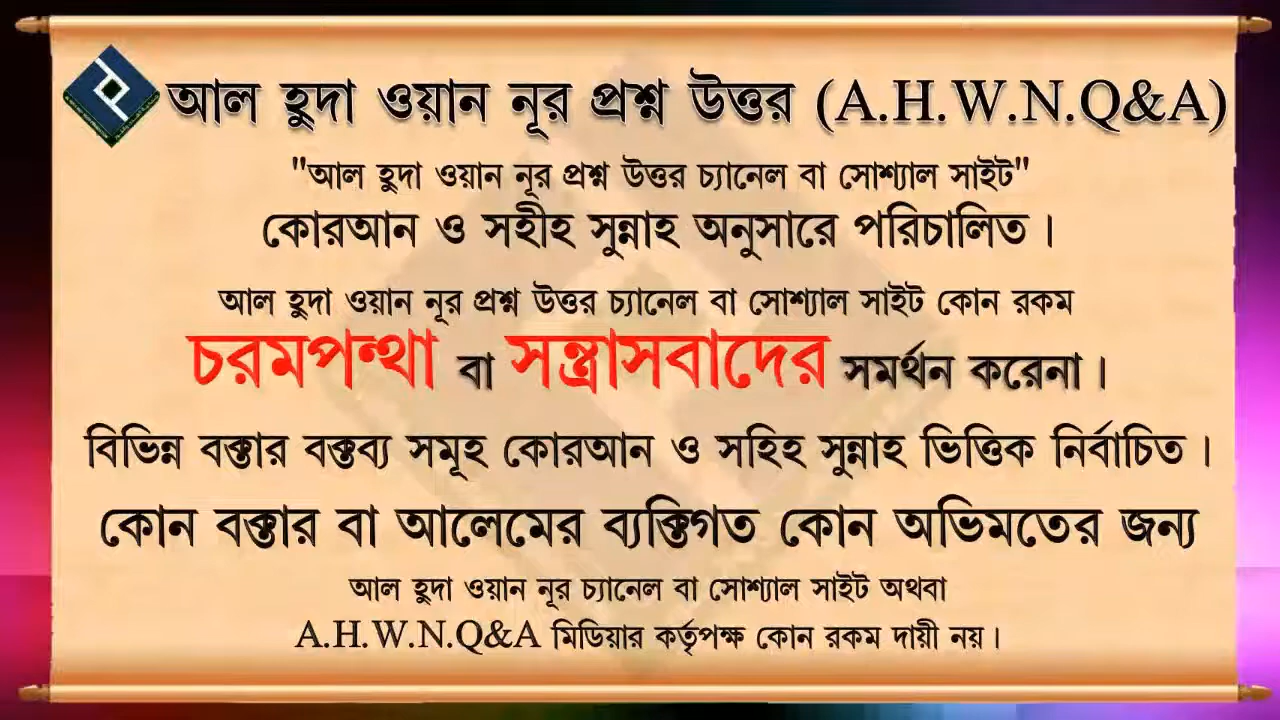 আল হুদা ওয়ান নূর প্রশ্ন উত্তর (A.H.W.N.Q&A)
"আল হুদা ওয়ান নূর প্রশ্ন উত্তর চ্যানেল বা সোশ্যাল সাইট"
কোরআন ও সহীহ সুন্নাহ অনুসারে পরিচালিত।
আল হুদা ওয়ান নূর প্রশ্ন উত্তর চ্যানেল বা সোশ্যাল সাইট কোন রকম
চরমপন্থা বা সন্ত্রাসবাদের সমর্থন করেনা।
বিভিন্ন বক্তার বক্তব্য সমূহ কোরআন ও সহিহ সুন্নাহ ভিত্তিক নির্বাচিত।
কোন বক্তার বা আলেমের ব্যক্তিগত কোন অভিমতের জন্য
আল হুদা ওয়ান নূর চ্যানেল বা সোশ্যাল সাইট অথবা
A.H.W.N.Q&A মিডিয়ার কর্তৃপক্ষ কোন রকম দায়ী নয়।